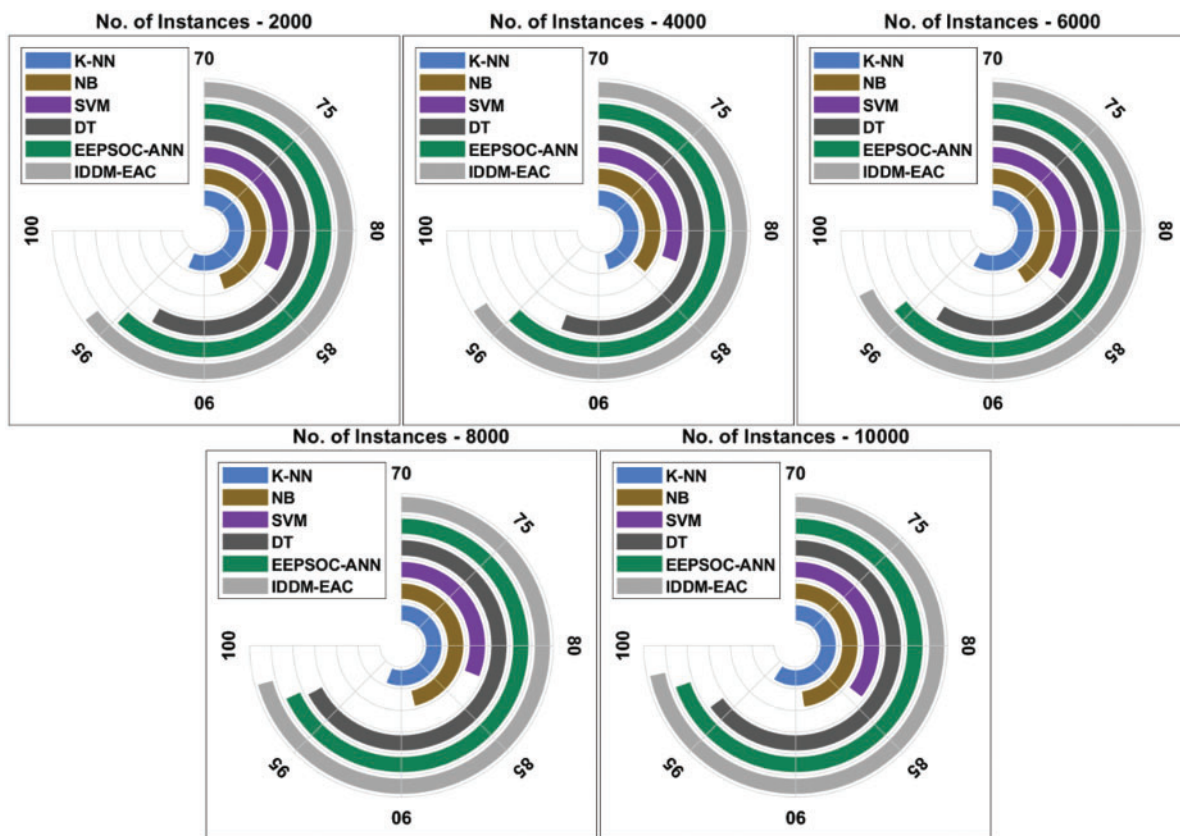 No. of Instances - 2000
K-NN
NB
SVM
DT
EEPSOC-ANN
IDDM-EAC
70
75
80
85
90
95
100
No. of Instances - 4000
K-NN
NB
SVM
DT
EEPSOC-ANN
IDDM-EAC
70
75
80
85
90
95
100
No. of Instances - 6000
K-NN
NB
SVM
DT
EEPSOC-ANN
IDDM-EAC
70
75
80
85
90
95
100
No. of Instances - 8000
K-NN
NB
SVM
DT
EEPSOC-ANN
IDDM-EAC
70
75
80
85
90
95
100
No. of Instances - 10000
K-NN
NB
SVM
DT
EEPSOC-ANN
IDDM-EAC
70
75
80
85
90
95
100